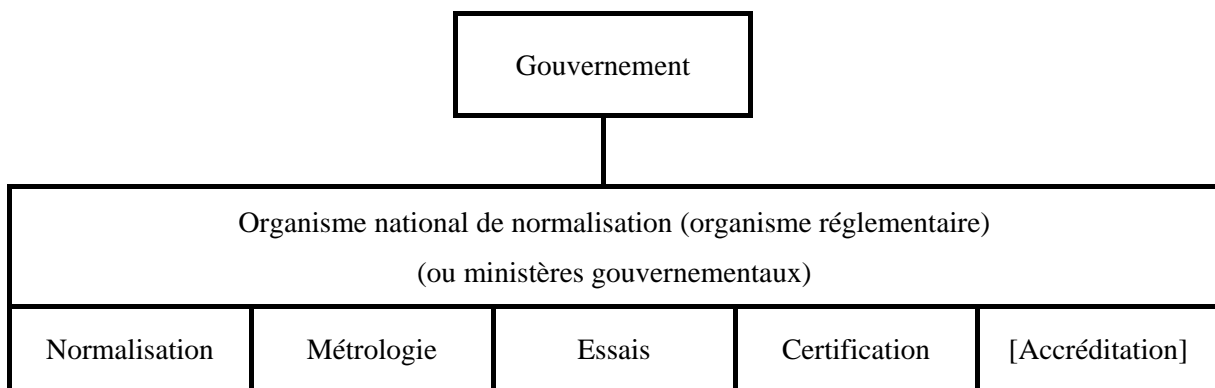 Gouvernement
Organisme national de normalisation (organisme réglementaire)
(ou ministères gouvernementaux)
Normalisation
Métrologie
Essais
Certification
[Accréditation]